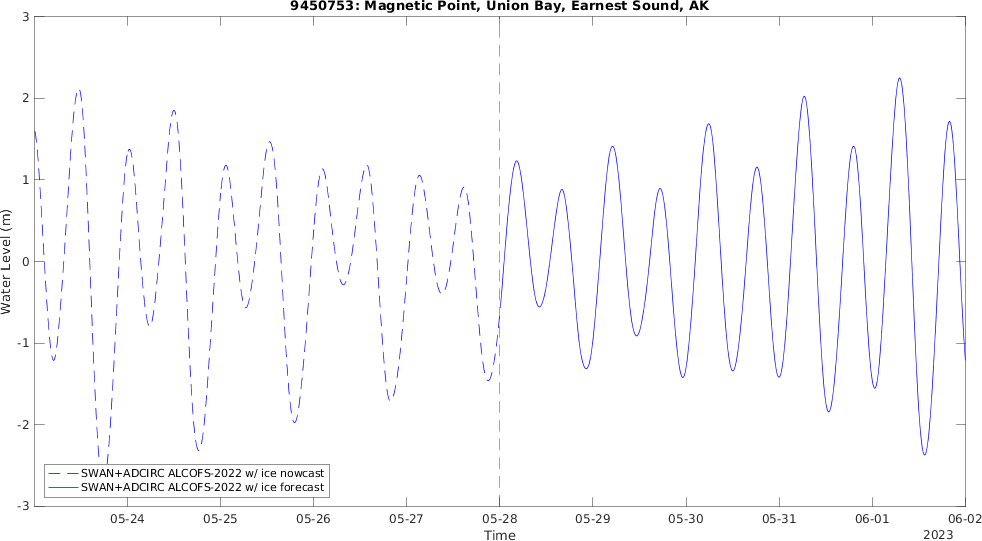 9450753: Magnetic Point, Union Bay, Earnest Sound, AK
3
2
1
0
-1
-2
-3
Water Level (m)
SWAN+ADCIRC ALCOFS-2022 w/ ice nowcast
SWAN+ADCIRC ALCOFS-2022 w/ ice forecast
05-24 05-25 05-26 05-27 05-28 05-29 05-30 05-31 06-01 06-02
Time
2023